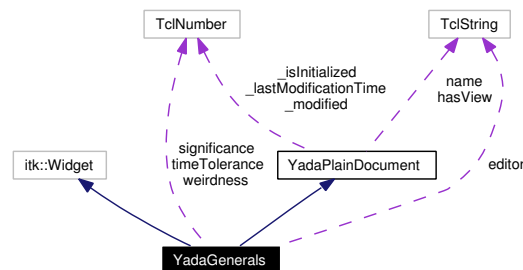 TclNumber
TclString
_isInitialized
_lastModificationTime
_modified
name
hasView
significance
timeTolerance
weirdness
itk::Widget
YadaPlainDocument
editor
YadaGenerals